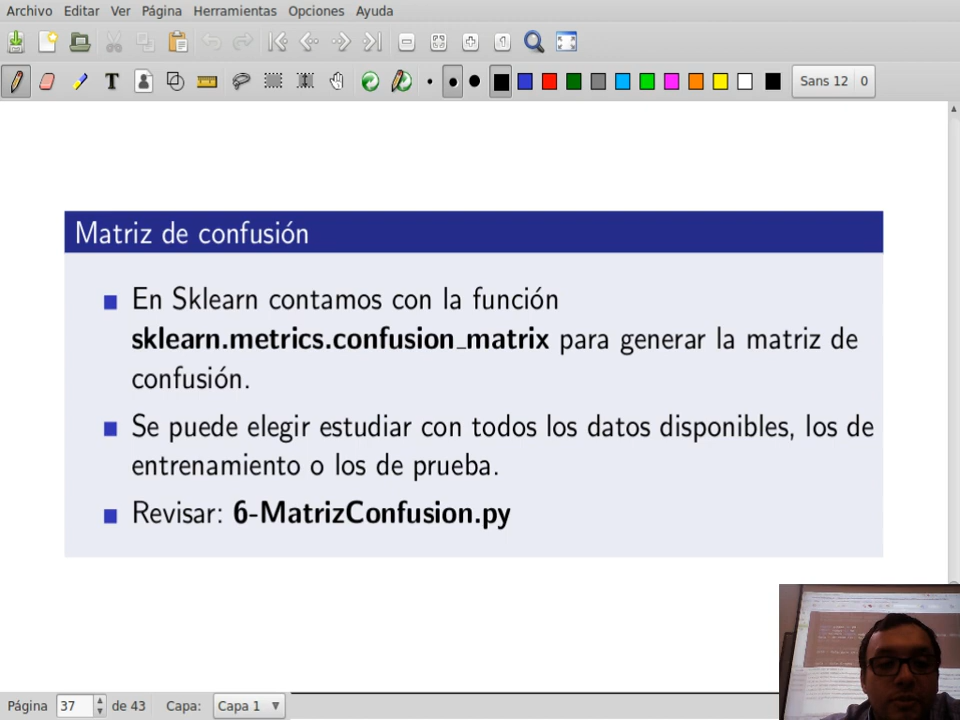 Archivo Editar Ver Página Herramientas Opciones Ayuda
T Sans 12 0
Matriz de confusión
En Sklearn contamos con la función
sklearn.metrics.confusion_matrix para generar la matriz de
confusión.
Se puede elegir estudiar con todos los datos disponibles, los de
entrenamiento o los de prueba.
Revisar: 6-MatrizConfusion.py
Página 37 de 43 Capa: Capa 1